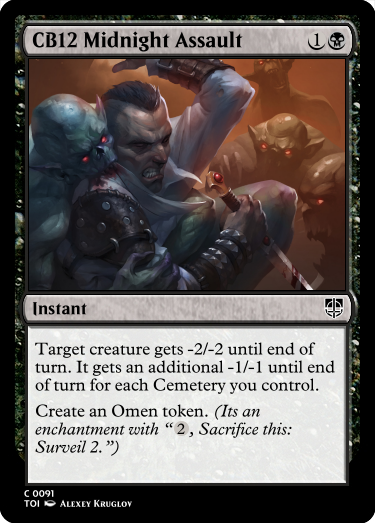 CB12 Midnight Assault 1
Instant
Target creature gets -2/-2 until end of
turn. It gets an additional -1/-1 until end
of turn for each Cemetery you control.
Create an Omen token. (Its an
enchantment with “2, Sacrifice this:
Surveil 2.”)
C 0091
TOI Alexey Kruglov